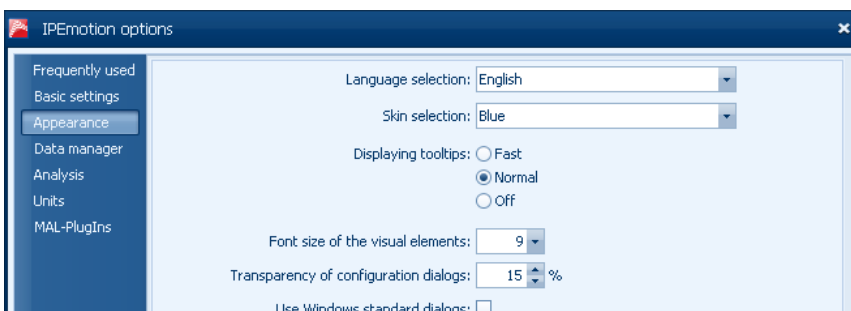 IPEmotion options
Frequently used
Basic settings
Appearance
Data manager
Analysis
Units
MAL-PlugIns
Language selection: English
Skin selection: Blue
Displaying tooltips: Fast
Normal
Off
Font size of the visual elements: 9
Transparency of configuration dialogs: 15 %
Use Windows standard dialogs: